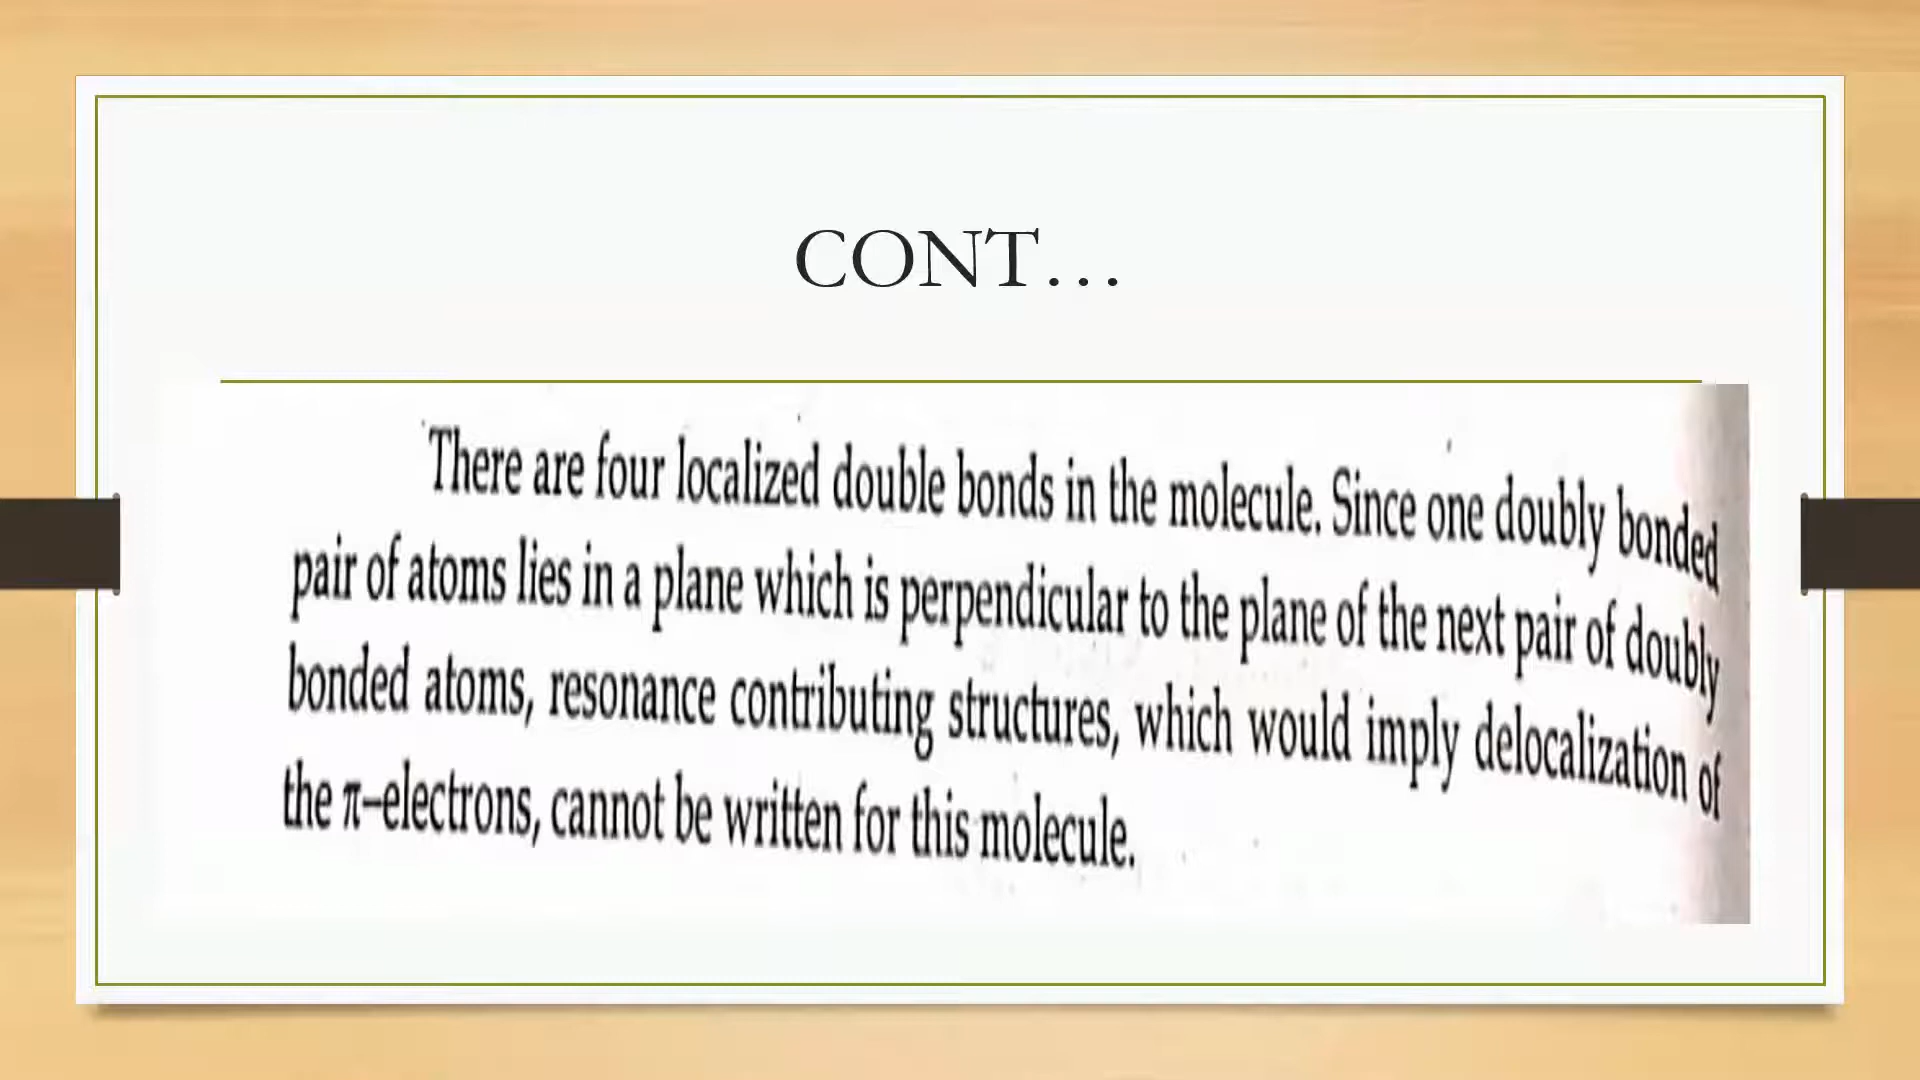 CONT...
There are four localized double bonds in the molecule. Since one doubly bonded
pair of atoms lies in a plane which is perpendicular to the plane of the next pair of doubly
bonded atoms, resonance contributing structures, which would imply delocalization of
the π–electrons, cannot be written for this molecule.